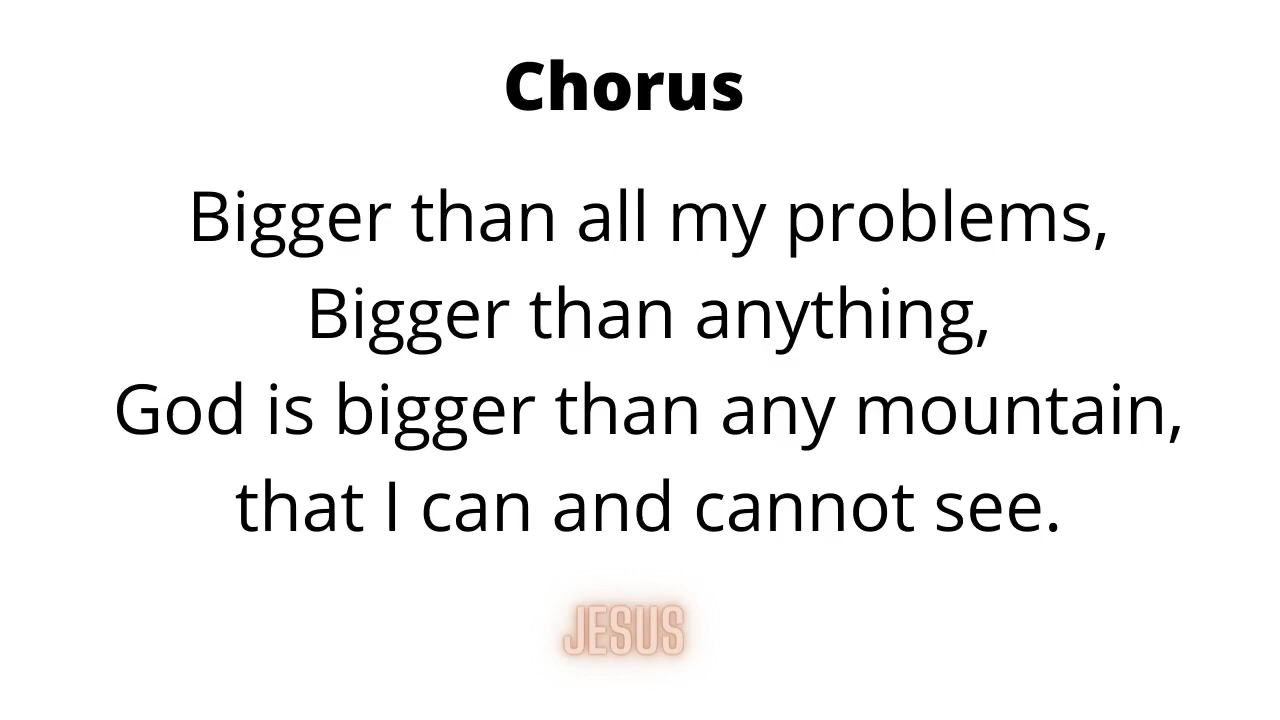 Chorus
Bigger than all my problems,
Bigger than anything,
God is bigger than any mountain,
that I can and cannot see.
JESUS